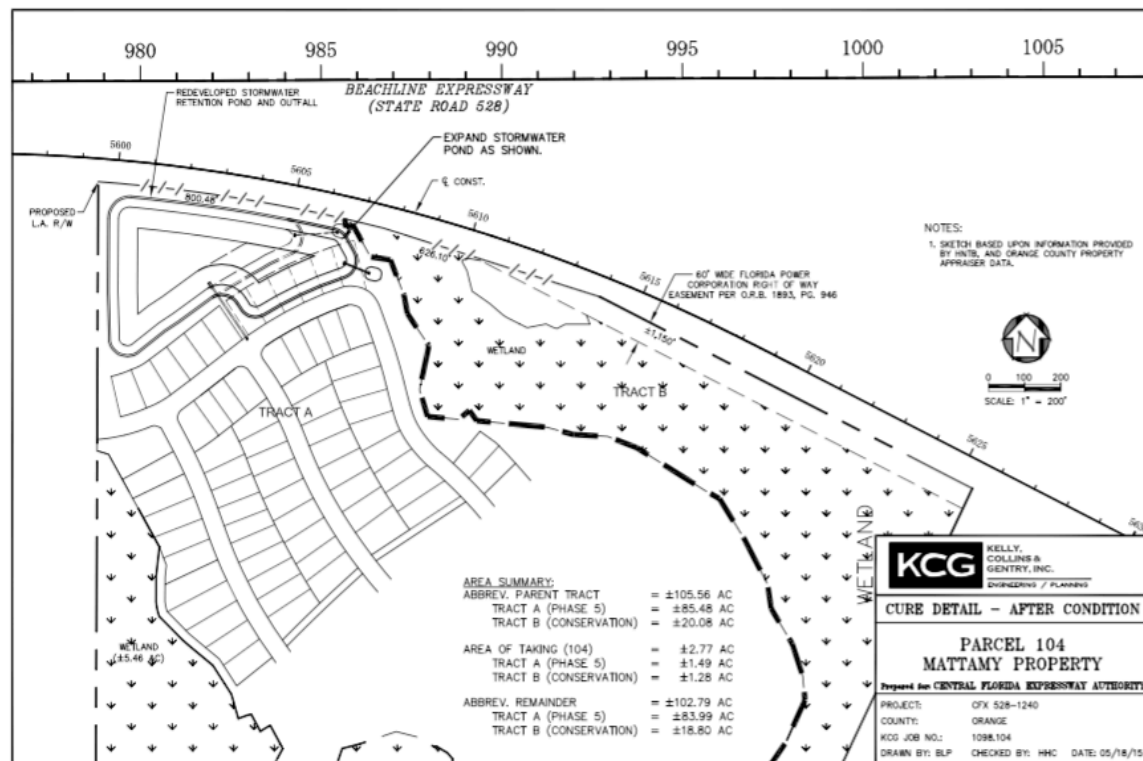 980 985 990 995 1000 1005
REDEVELOPED STORMWATER
RETENTION POND AND OUTFALL
BEACHLINE EXPRESSWAY
(STATE ROAD 528)
EXPAND STORMWATER
POND AS SHOWN.
5600
5605
℄ CONST.
5610
PROPOSED
L.A. R/W
800.48'
626.10'
NOTES:
1. SKETCH BASED UPON INFORMATION PROVIDED
BY HNTB, AND ORANGE COUNTY PROPERTY
APPRAISER DATA.
5615
60' WIDE FLORIDA POWER
CORPORATION RIGHT OF WAY
EASEMENT PER O.R.B. 1893, PG. 946
±1,150'
N
0 100 200
SCALE: 1" = 200'
5620
WETLAND
TRACT B
TRACT A
5625
WETLAND
WETLAND
(±5.46 AC)
AREA SUMMARY:
ABBREV. PARENT TRACT = ±105.56 AC
TRACT A (PHASE 5) = ±85.48 AC
TRACT B (CONSERVATION) = ±20.08 AC
AREA OF TAKING (104) = ±2.77 AC
TRACT A (PHASE 5) = ±1.49 AC
TRACT B (CONSERVATION) = ±1.28 AC
ABBREV. REMAINDER = ±102.79 AC
TRACT A (PHASE 5) = ±83.99 AC
TRACT B (CONSERVATION) = ±18.80 AC
KCG
KELLY,
COLLINS &
GENTRY, INC.
ENGINEERING / PLANNING
CURE DETAIL – AFTER CONDITION
PARCEL 104
MATTAMY PROPERTY
Prepared for: CENTRAL FLORIDA EXPRESSWAY AUTHORITY
PROJECT: CFX 528-1240
COUNTY: ORANGE
KCG JOB NO.: 1098.104
DRAWN BY: BLP CHECKED BY: HHC DATE: 05/18/15